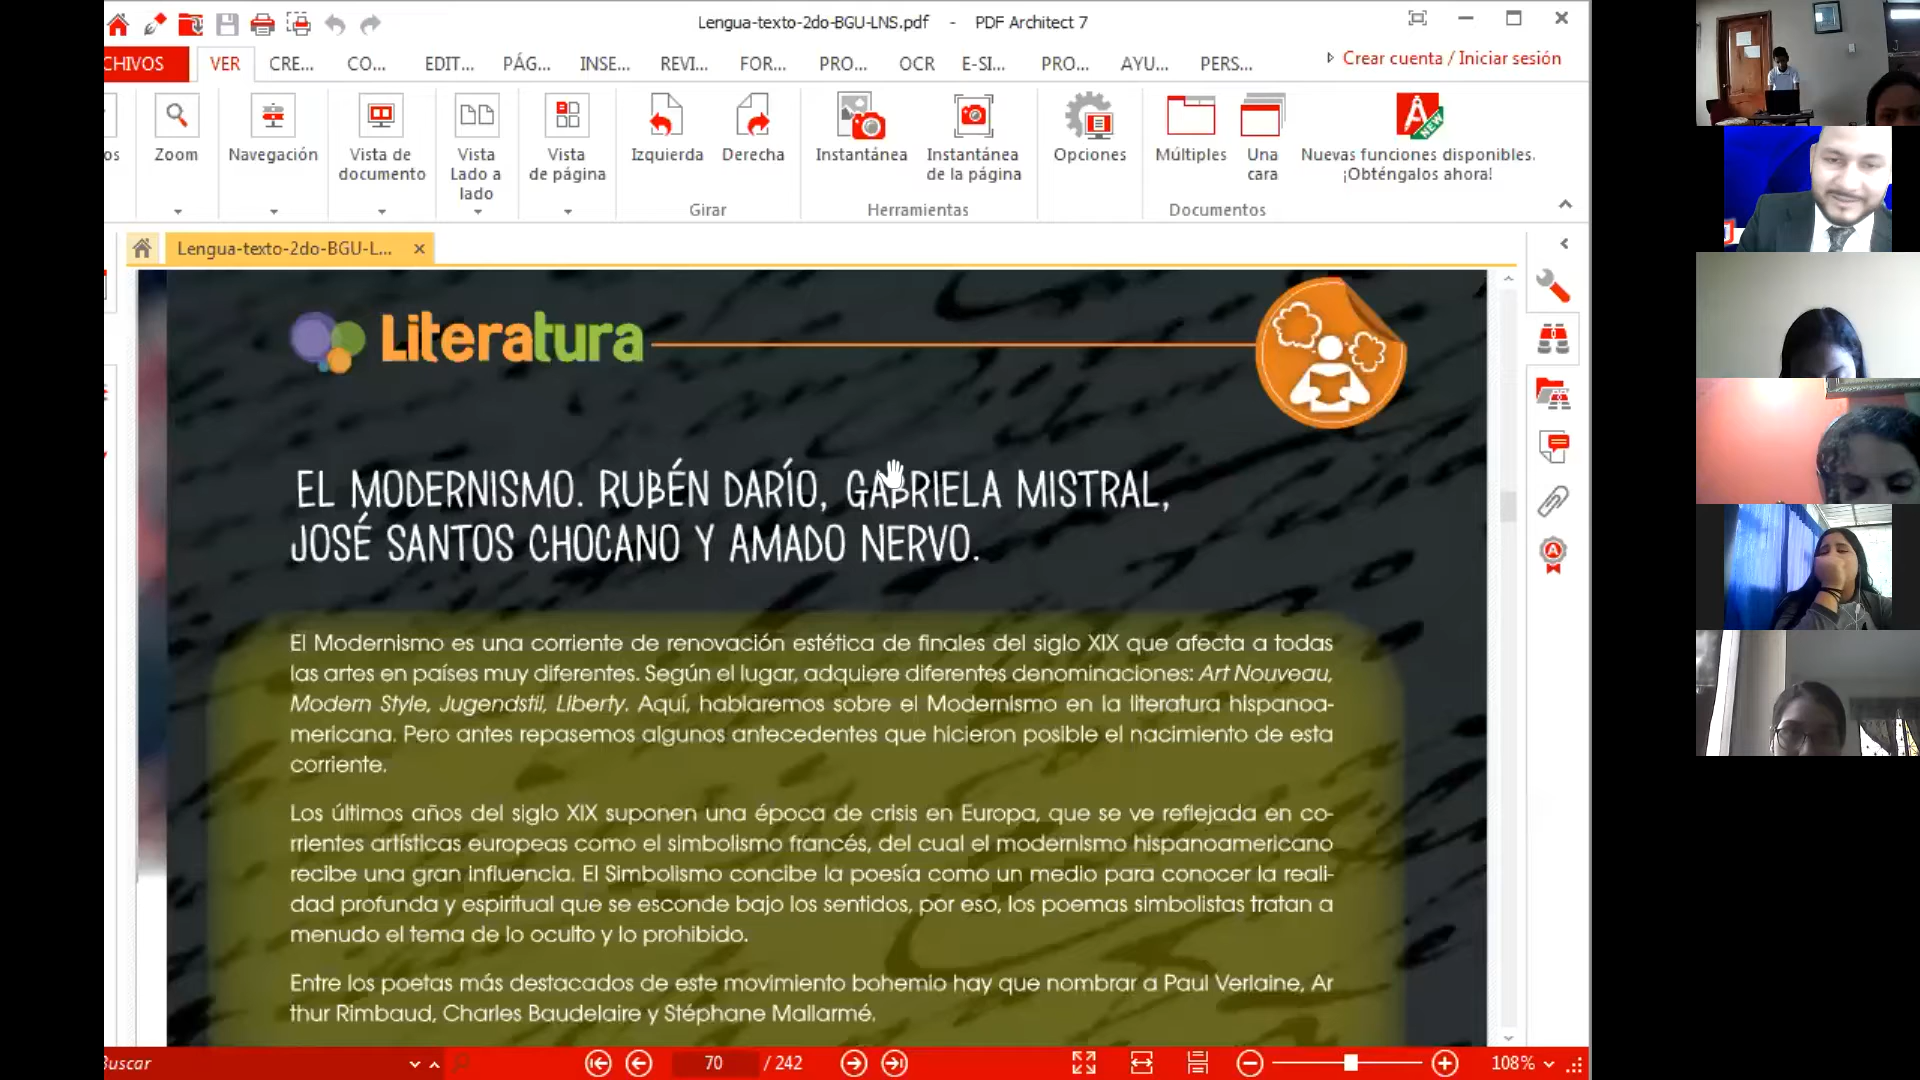 Lengua-texto-2do-BGU-LNS.pdf - PDF Architect 7
CHIVOS VER CRE... CO... EDIT... PÁG... INSE... REVI... FOR... PRO... OCR E-SI... PRO... AYU... PERS... Crear cuenta / Iniciar sesión
os Zoom Navegación Vista de documento Vista Lado a lado Vista de página Izquierda Derecha Instantánea Instantánea de la página Opciones Múltiples Una cara Nuevas funciones disponibles. ¡Obténgalos ahora!
NEW
Girar Herramientas Documentos
Lengua-texto-2do-BGU-L...
Literatura
EL MODERNISMO. RUBÉN DARÍO, GABRIELA MISTRAL,
JOSÉ SANTOS CHOCANO Y AMADO NERVO.
El Modernismo es una corriente de renovación estética de finales del siglo XIX que afecta a todas
las artes en países muy diferentes. Según el lugar, adquiere diferentes denominaciones: Art Nouveau,
Modern Style, Jugendstil, Liberty. Aquí, hablaremos sobre el Modernismo en la literatura hispanoa-
mericana. Pero antes repasemos algunos antecedentes que hicieron posible el nacimiento de esta
corriente.
Los últimos años del siglo XIX suponen una época de crisis en Europa, que se ve reflejada en co-
rrientes artísticas europeas como el simbolismo francés, del cual el modernismo hispanoamericano
recibe una gran influencia. El Simbolismo concibe la poesía como un medio para conocer la reali-
dad profunda y espiritual que se esconde bajo los sentidos, por eso, los poemas simbolistas tratan a
menudo el tema de lo oculto y lo prohibido.
Entre los poetas más destacados de este movimiento bohemio hay que nombrar a Paul Verlaine, Ar
thur Rimbaud, Charles Baudelaire y Stéphane Mallarmé.
Buscar 70 / 242 108%